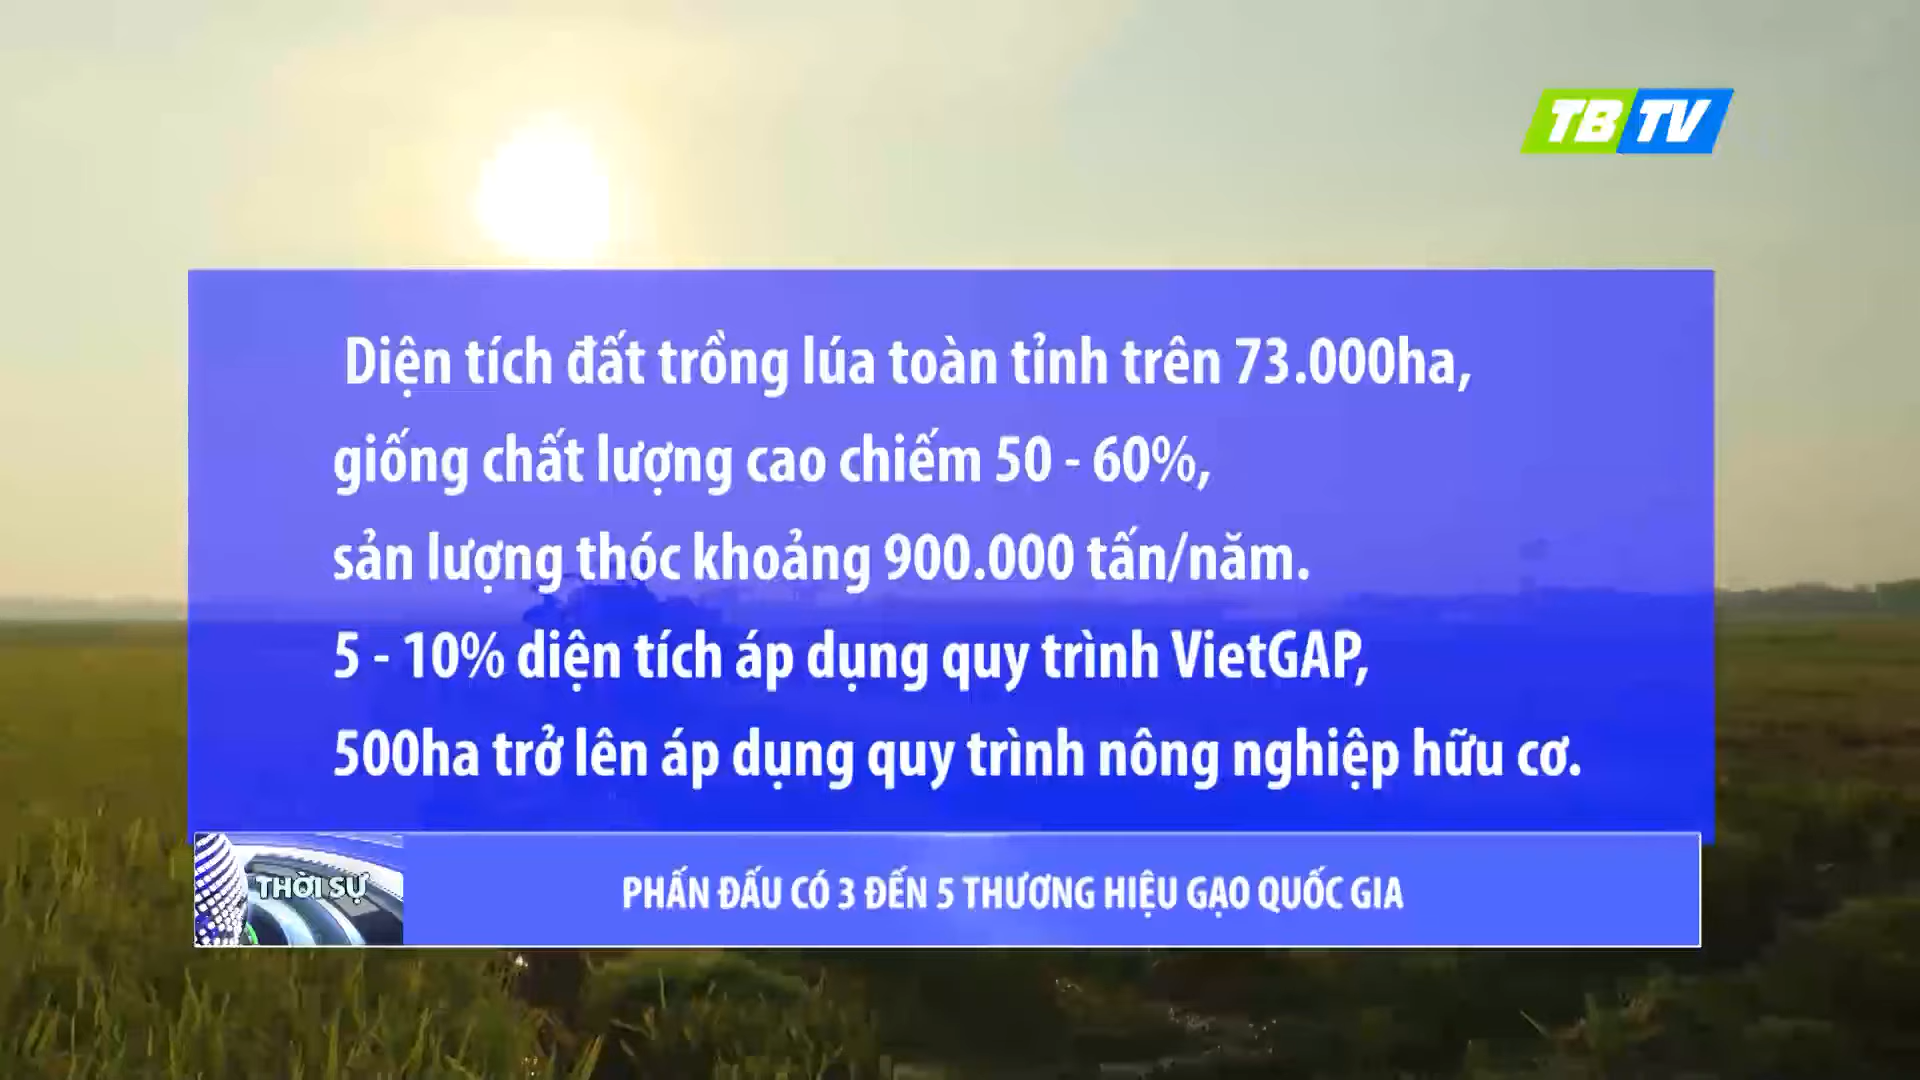 TBTV
Diện tích đất trồng lúa toàn tỉnh trên 73.000ha,
giống chất lượng cao chiếm 50 - 60%,
sản lượng thóc khoảng 900.000 tấn/năm.
5 - 10% diện tích áp dụng quy trình VietGAP,
500ha trở lên áp dụng quy trình nông nghiệp hữu cơ.
THỜI SỰ
PHẤN ĐẤU CÓ 3 ĐẾN 5 THƯƠNG HIỆU GẠO QUỐC GIA